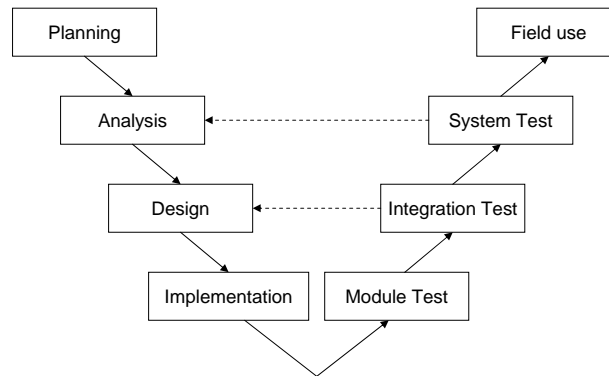 Planning
Field use
Analysis
System Test
Design
Integration Test
Implementation
Module Test